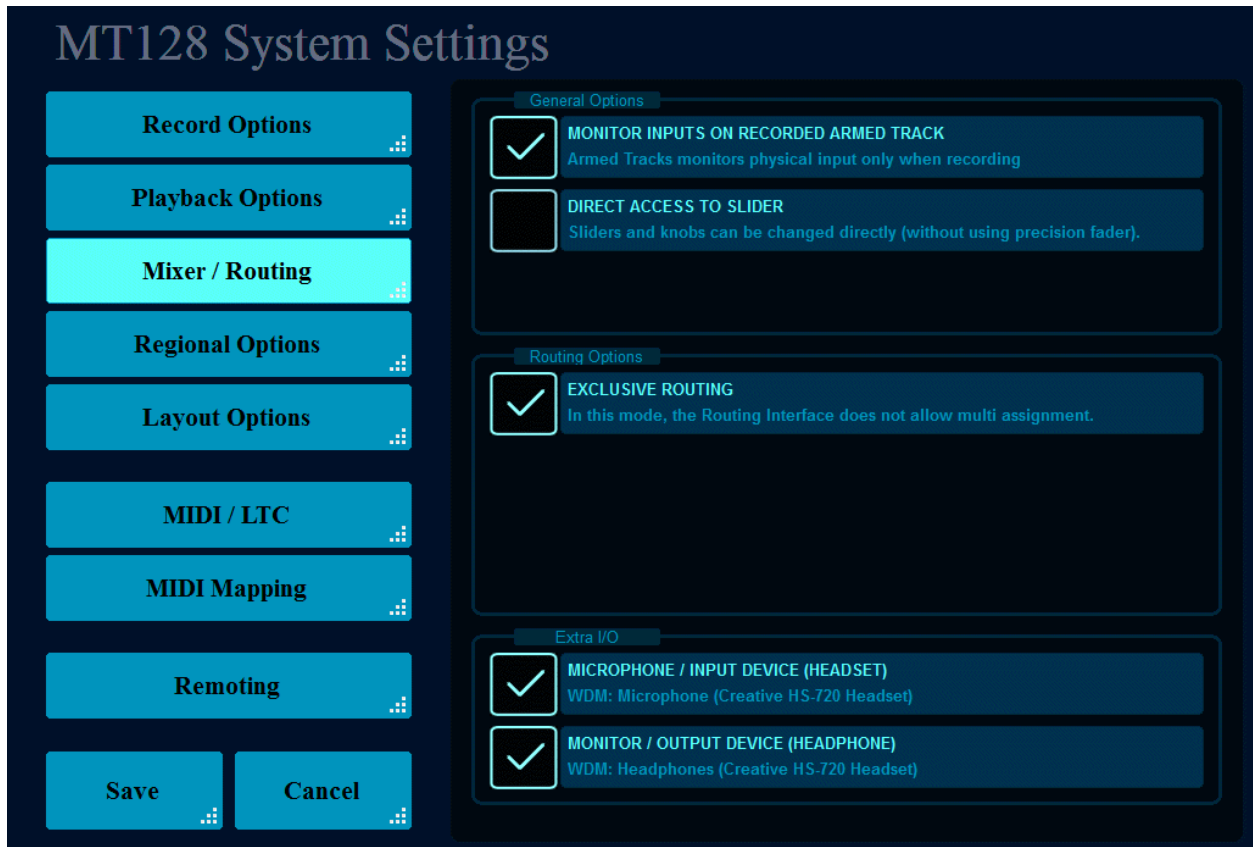 MT128 System Settings
Record Options
Playback Options
Mixer / Routing
Regional Options
Layout Options
MIDI / LTC
MIDI Mapping
Remoting
Save
Cancel
General Options
MONITOR INPUTS ON RECORDED ARMED TRACK
Armed Tracks monitors physical input only when recording
DIRECT ACCESS TO SLIDER
Sliders and knobs can be changed directly (without using precision fader).
Routing Options
EXCLUSIVE ROUTING
In this mode, the Routing Interface does not allow multi assignment.
Extra I/O
MICROPHONE / INPUT DEVICE (HEADSET)
WDM: Microphone (Creative HS-720 Headset)
MONITOR / OUTPUT DEVICE (HEADPHONE)
WDM: Headphones (Creative HS-720 Headset)